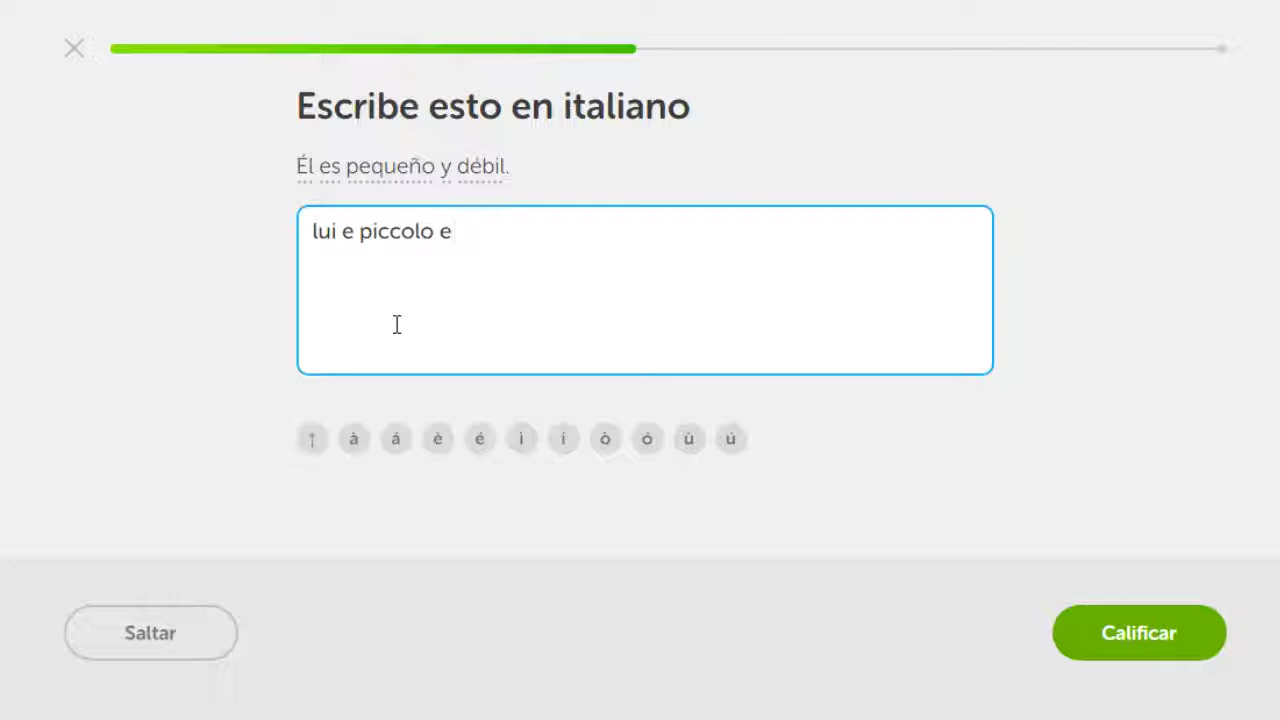 Escribe esto en italiano
Él es pequeño y débil.
lui e piccolo e
↑ à á è é ì í ò ó ù ú
Saltar
Calificar